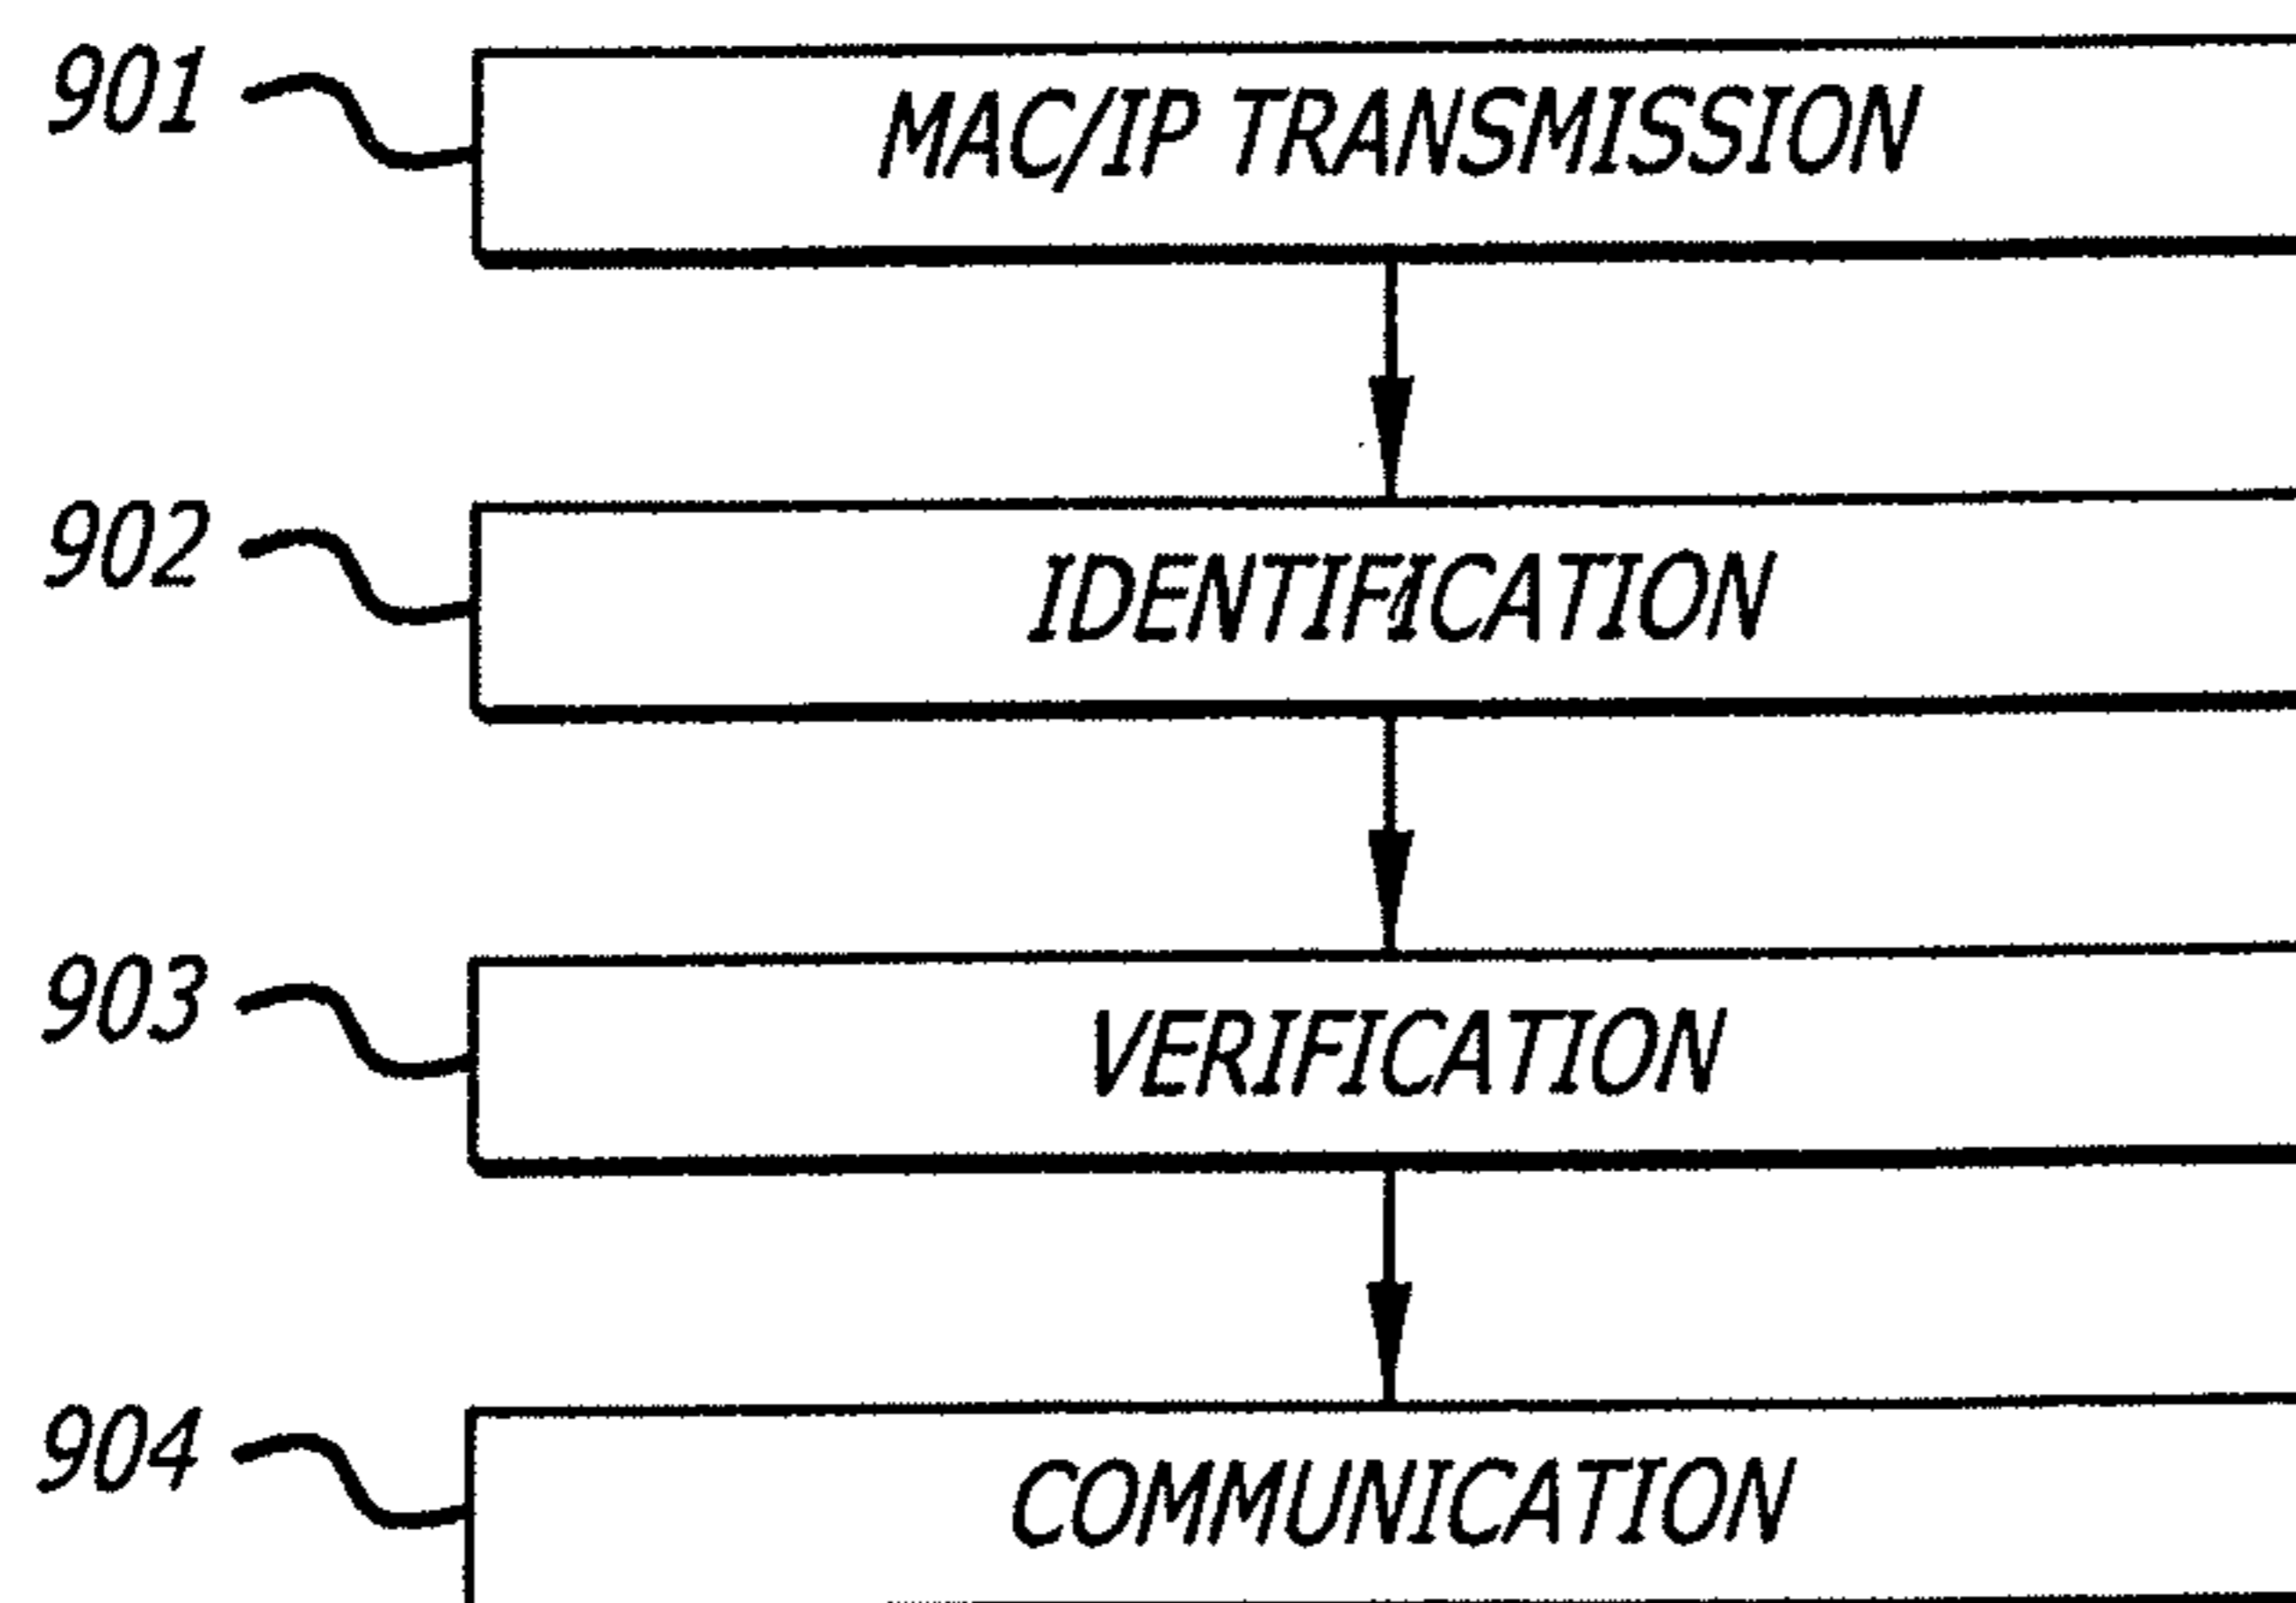 901 MAC/IP TRANSMISSION
902 IDENTIFICATION
903 VERIFICATION
904 COMMUNICATION